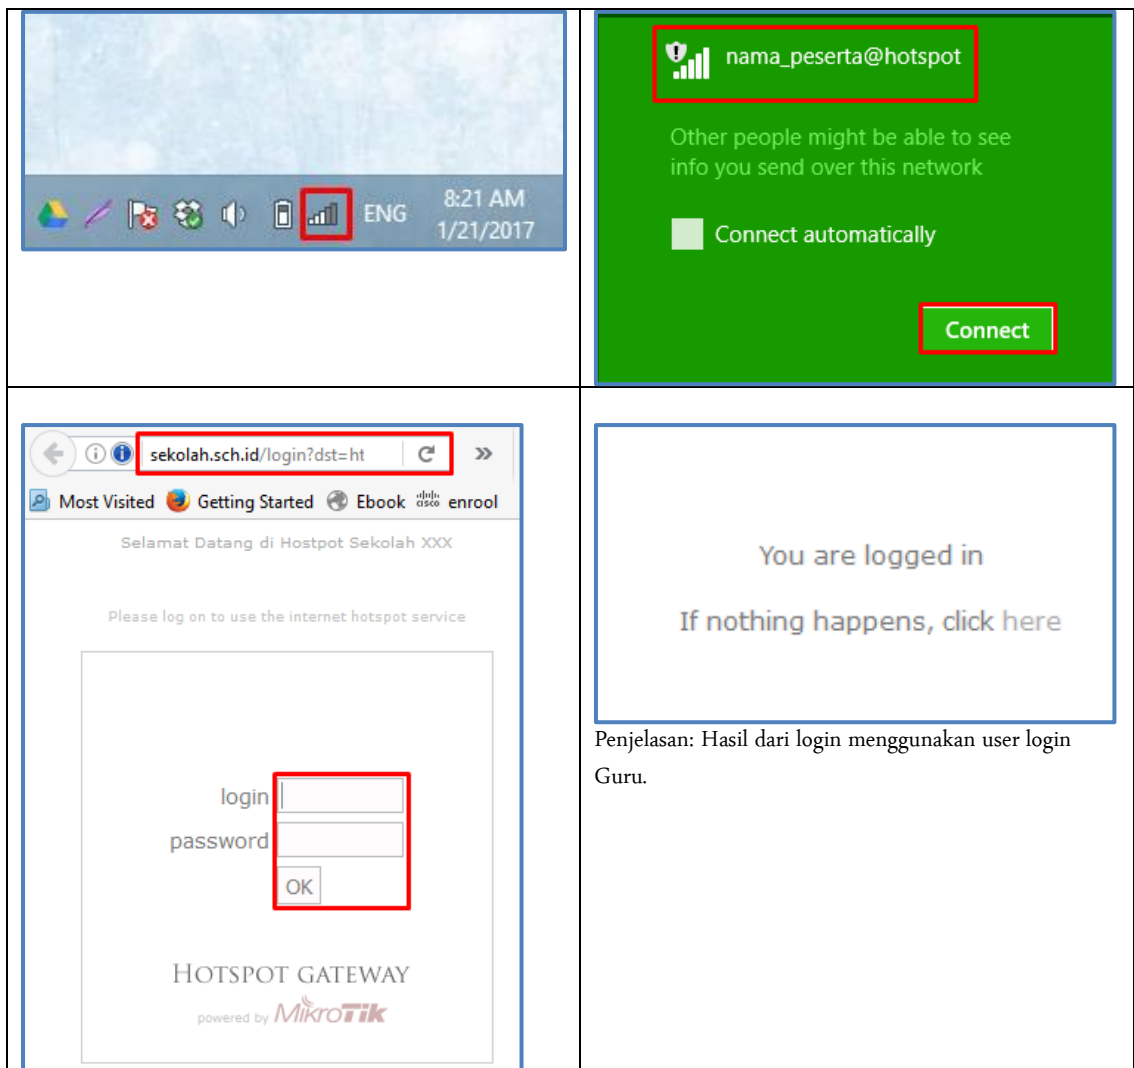 ENG
8:21 AM
1/21/2017
nama_peserta@hotspot
Other people might be able to see
info you send over this network
Connect automatically
Connect
sekolah.sch.id/login?dst=ht
Most Visited Getting Started Ebook cisco enrool
Selamat Datang di Hostpot Sekolah XXX
Please log on to use the internet hotspot service
login
password
OK
HOTSPOT GATEWAY
powered by MikroTik
You are logged in
If nothing happens, click here
Penjelasan: Hasil dari login menggunakan user login
Guru.